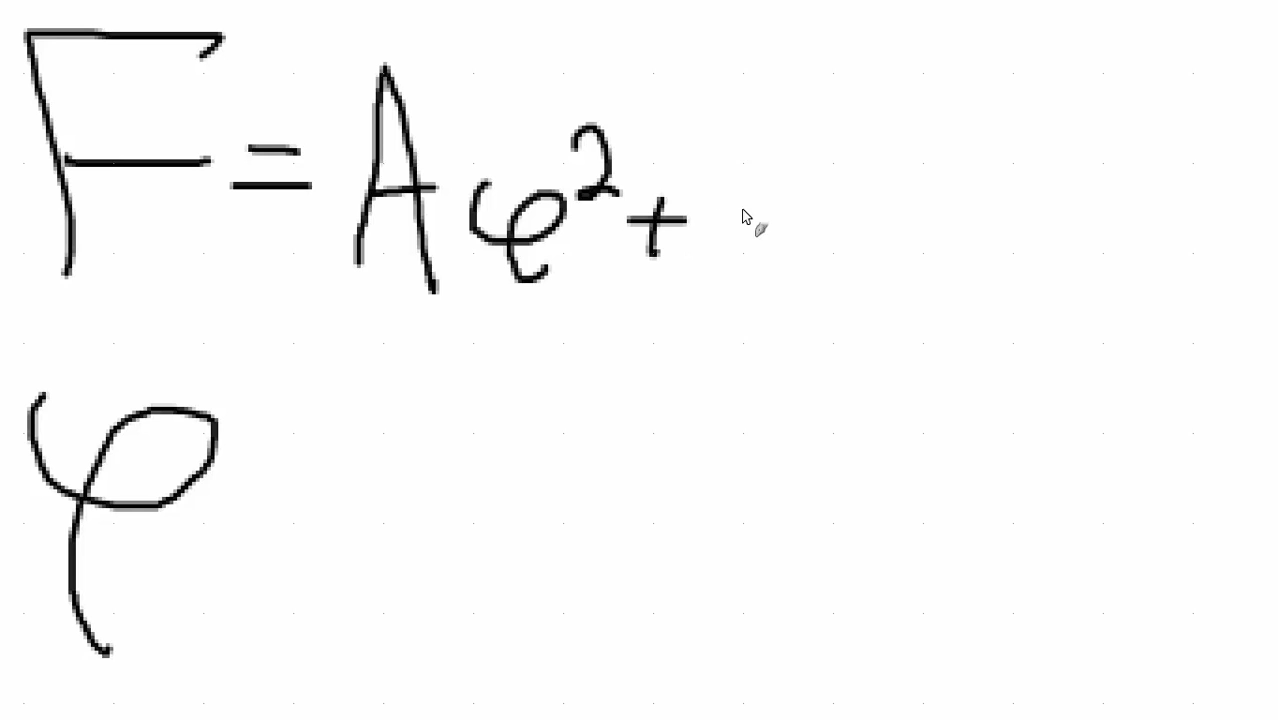 F = Aφ² +
φ